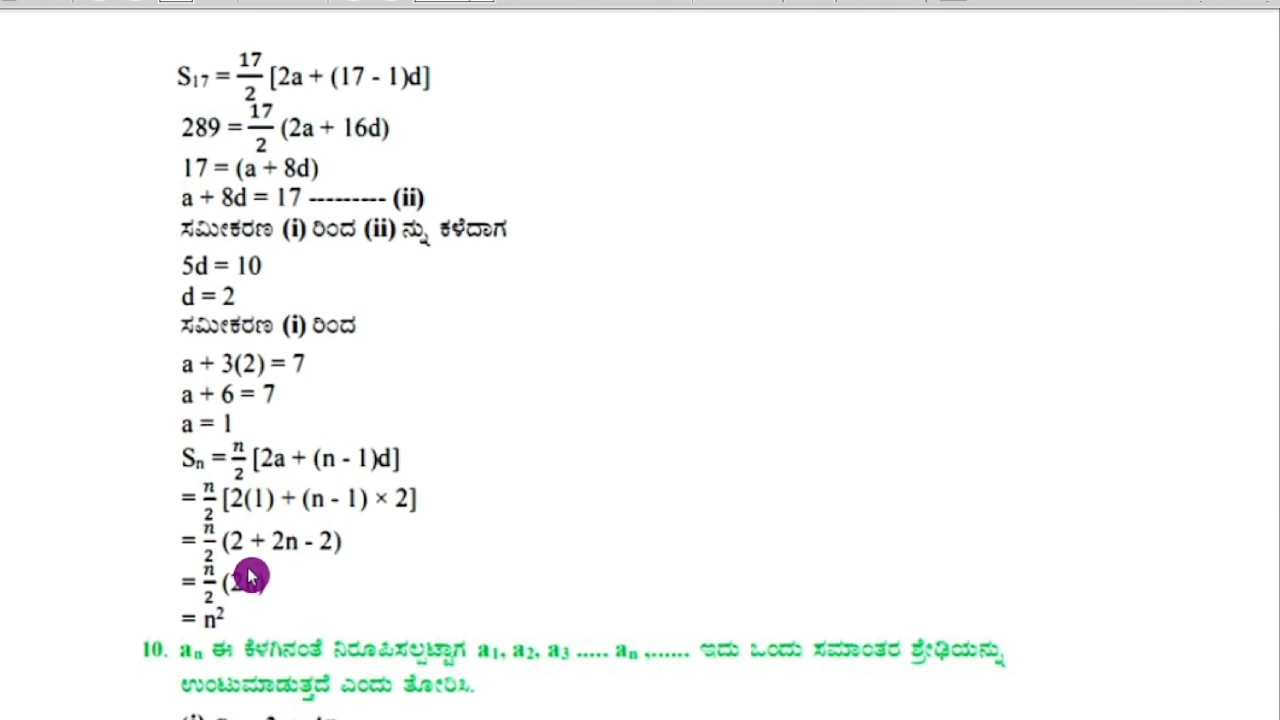 S₁₇ = 17/2 [2a + (17 - 1)d]
289 = 17/2 (2a + 16d)
17 = (a + 8d)
a + 8d = 17 --------- (ii)
ಸಮೀಕರಣ (i) ರಿಂದ (ii) ನ್ನು ಕಳೆದಾಗ
5d = 10
d = 2
ಸಮೀಕರಣ (i) ರಿಂದ
a + 3(2) = 7
a + 6 = 7
a = 1
Sₙ = n/2 [2a + (n - 1)d]
= n/2 [2(1) + (n - 1) × 2]
= n/2 (2 + 2n - 2)
= n/2 (2n)
= n²
10. aₙ ಈ ಕೆಳಗಿನಂತೆ ನಿರೂಪಿಸಲ್ಪಟ್ಟಾಗ a₁, a₂, a₃ ..... aₙ ,...... ಇದು ಒಂದು ಸಮಾಂತರ ಶ್ರೇಢಿಯನ್ನು
ಉಂಟುಮಾಡುತ್ತದೆ ಎಂದು ತೋರಿಸಿ.